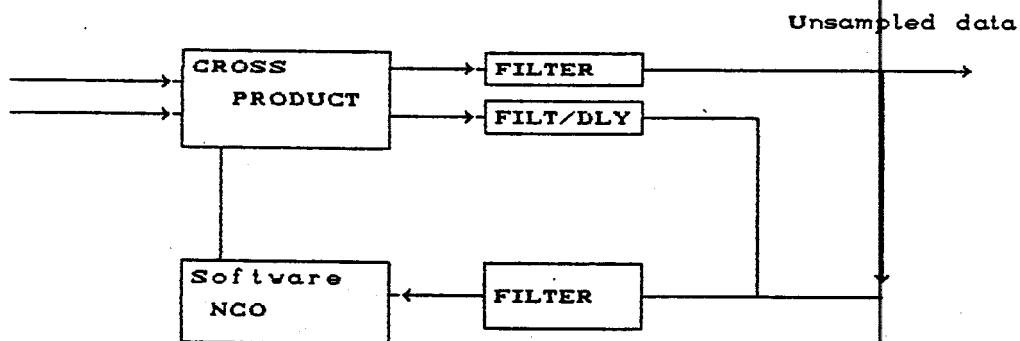 Unsampled data
CROSS
PRODUCT
FILTER
FILT/DLY
Software
NCO
FILTER